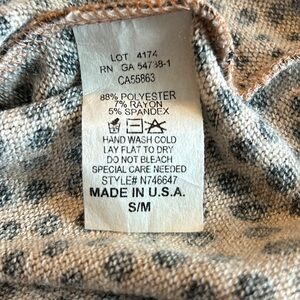 LOT 4174
RN GA 54738-1
CA55863
88% POLYESTER
7% RAYON
5% SPANDEX
HAND WASH COLD
LAY FLAT TO DRY
DO NOT BLEACH
SPECIAL CARE NEEDED
STYLE# N746647
MADE IN U.S.A.
S/M